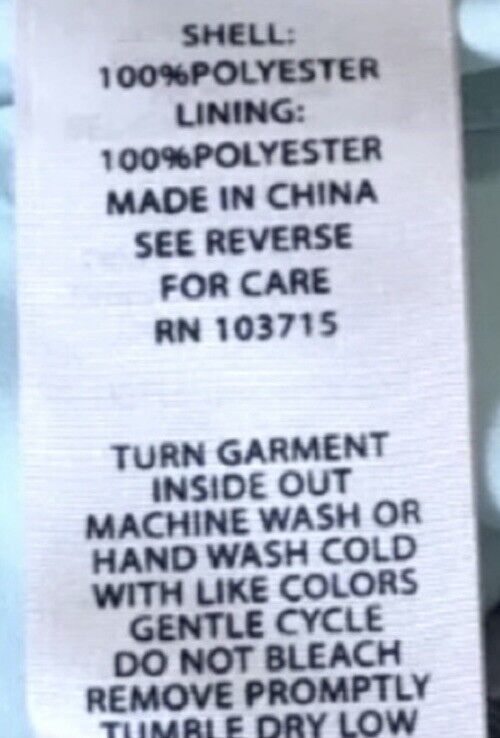 SHELL:
100%POLYESTER
LINING:
100%POLYESTER
MADE IN CHINA
SEE REVERSE
FOR CARE
RN 103715
TURN GARMENT
INSIDE OUT
MACHINE WASH OR
HAND WASH COLD
WITH LIKE COLORS
GENTLE CYCLE
DO NOT BLEACH
REMOVE PROMPTLY
TUMBLE DRY LOW